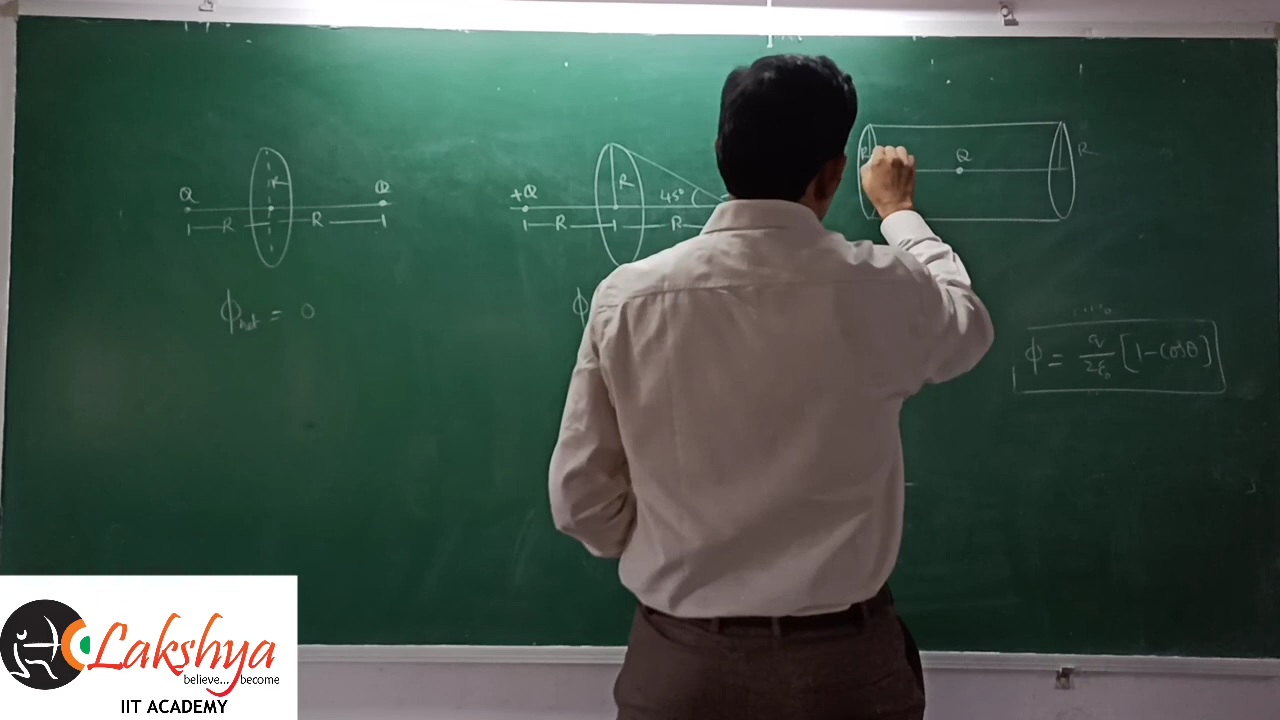 Q
R
Q
R
R
ϕnet = 0
+Q
R
45°
R
R
ϕ
R
Q
R
ϕ = q/2ε₀ [1-cosθ]
Lakshya
believe... become
IIT ACADEMY